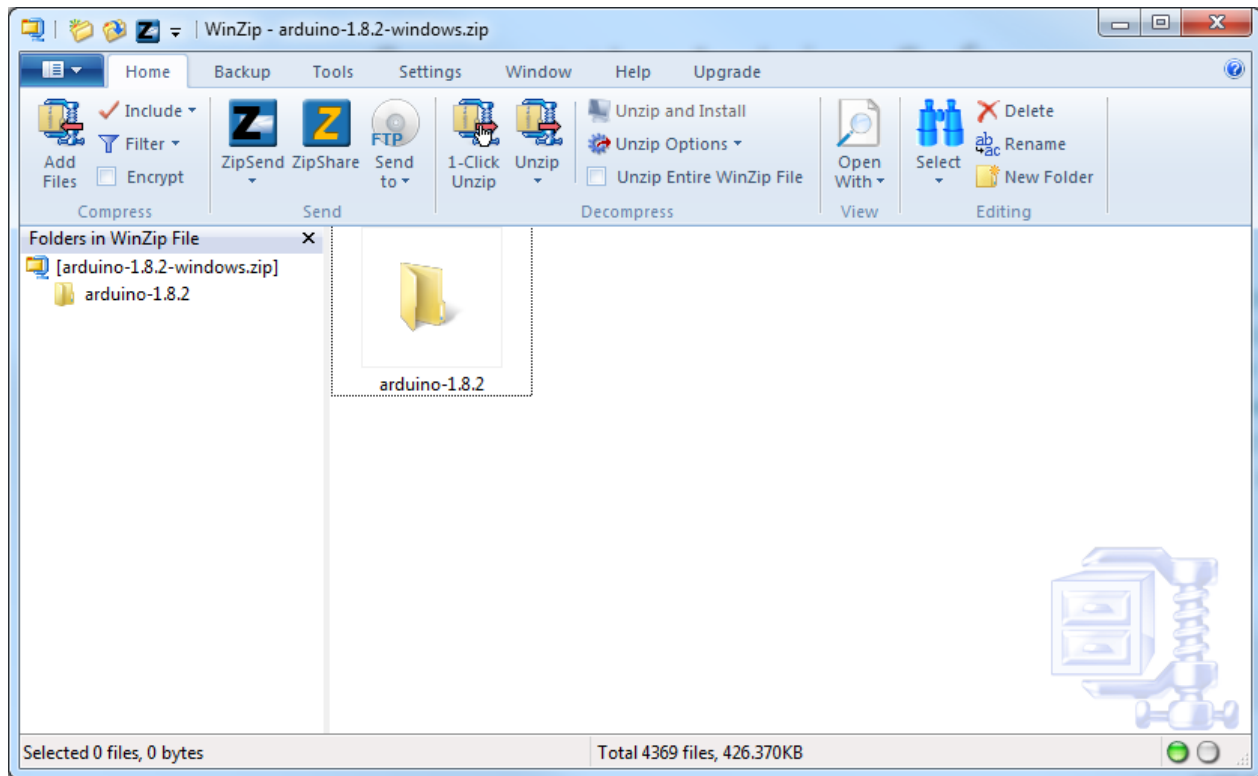 WinZip - arduino-1.8.2-windows.zip
Home Backup Tools Settings Window Help Upgrade
Add Files
Include
Filter
Encrypt
Compress
Z
ZipSend
Z
ZipShare
FTP
Send to
Send
1-Click Unzip
Unzip
Unzip and Install
Unzip Options
Unzip Entire WinZip File
Decompress
Open With
View
Select
Delete
ab
ac
Rename
New Folder
Editing
Folders in WinZip File
[arduino-1.8.2-windows.zip]
arduino-1.8.2
arduino-1.8.2
Selected 0 files, 0 bytes
Total 4369 files, 426.370KB